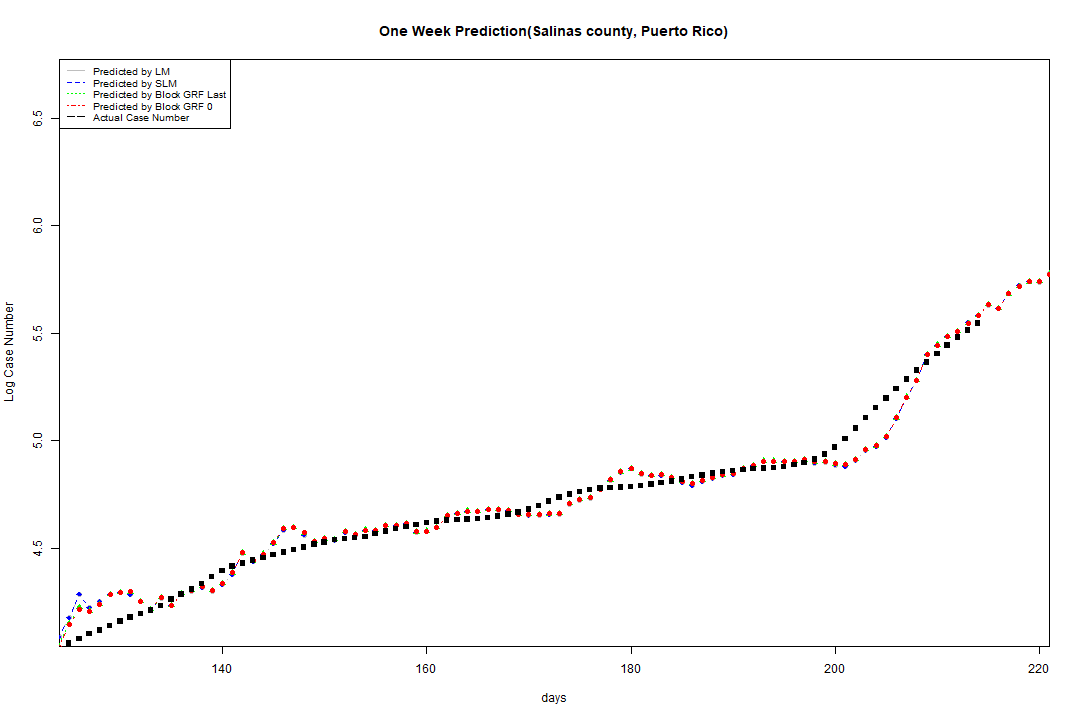 One Week Prediction(Salinas county, Puerto Rico)
Predicted by LM
Predicted by SLM
Predicted by Block GRF Last
Predicted by Block GRF 0
Actual Case Number
6.5
6.0
5.5
5.0
4.5
Log Case Number
140 160 180 200 220
days